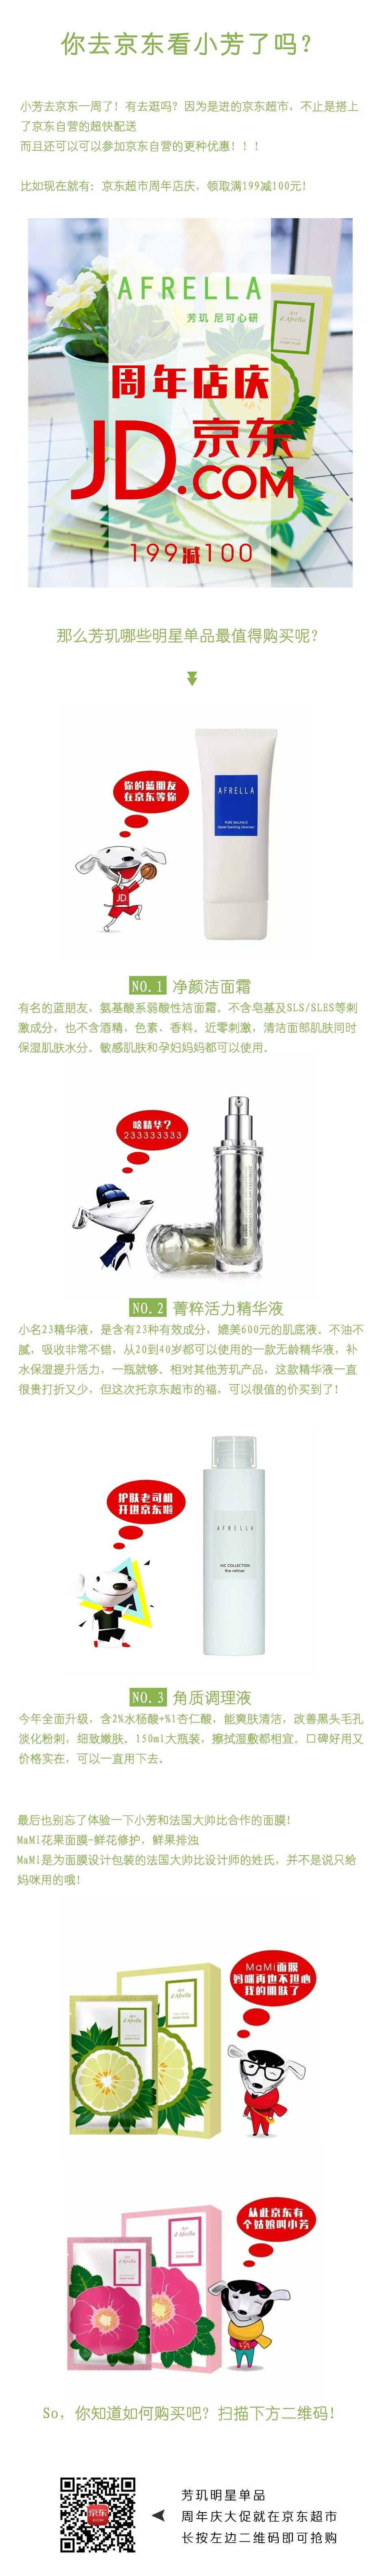 你去京东看小芳了吗？
小芳去京东一周了！有去逛吗？因为是进的京东超市，不止是搭上
了京东自营的超快配送
而且还可以可以参加京东自营的更种优惠！！！
比如现在就有：京东超市周年店庆，领取满199减100元！
AFRELLA
芳玑 尼可心研
Art
d'Afrella
周年店庆
JD.京东
.COM
199减100
那么芳玑哪些明星单品最值得购买呢？
你的蓝朋友
在京东等你
JD
AFRELLA
PORE BALANCE
facial foaming cleanser
NO.1 净颜洁面霜
有名的蓝朋友，氨基酸系弱酸性洁面霜。不含皂基及SLS/SLES等刺
激成分，也不含酒精，色素，香料。近零刺激，清洁面部肌肤同时
保湿肌肤水分。敏感肌肤和孕妇妈妈都可以使用。
啥精华？
233333333
NO.2 菁粹活力精华液
小名23精华液，是含有23种有效成分，媲美600元的肌底液。不油不
腻，吸收非常不错，从20到40岁都可以使用的一款无龄精华液，补
水保湿提升活力，一瓶就够。相对其他芳玑产品，这款精华液一直
很贵打折又少，但这次托京东超市的福，可以很值的价买到了！
护肤老司机
开进京东啦
AFRELLA
NIC COLLECTION
the refiner
NO.3 角质调理液
今年全面升级，含2%水杨酸+%1杏仁酸，能爽肤清洁，改善黑头毛孔
淡化粉刺，细致嫩肤。150ml大瓶装，擦拭湿敷都相宜。口碑好用又
价格实在，可以一直用下去。
最后也别忘了体验一下小芳和法国大帅比合作的面膜！
MaMi花果面膜-鲜花修护，鲜果排浊
MaMi是为面膜设计包装的法国大帅比设计师的姓氏，并不是说只给
妈咪用的哦！
MaMi面膜
妈咪再也不担心
我的肌肤了
Art
d'Afrella
Art
d'Afrella
从此京东有
个姑娘叫小芳
Art
d'Afrella
Art
d'Afrella
So，你知道如何购买吧？扫描下方二维码！
京东
芳玑明星单品
周年庆大促就在京东超市
长按左边二维码即可抢购